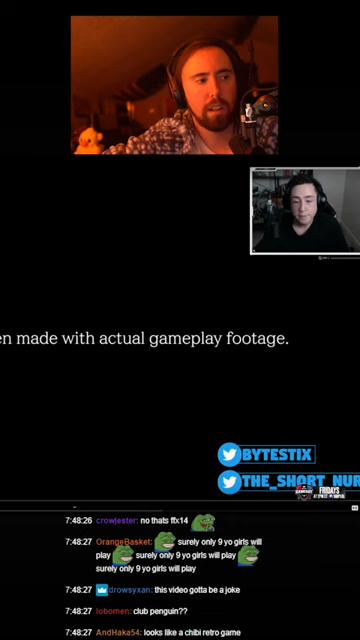 en made with actual gameplay footage.
BYTESTIX
THE_SHORT_NUR
FRIDAYS
7:48:26 crowjester: no thats ffx14
7:48:27 OrangeBasket: surely only 9 yo girls will
play surely only 9 yo girls will play
surely only 9 yo girls will play
7:48:27 drowsyxan: this video gotta be a joke
7:48:27 lobomen: club penguin??
7:48:27 AndHaka54: looks like a chibi retro game